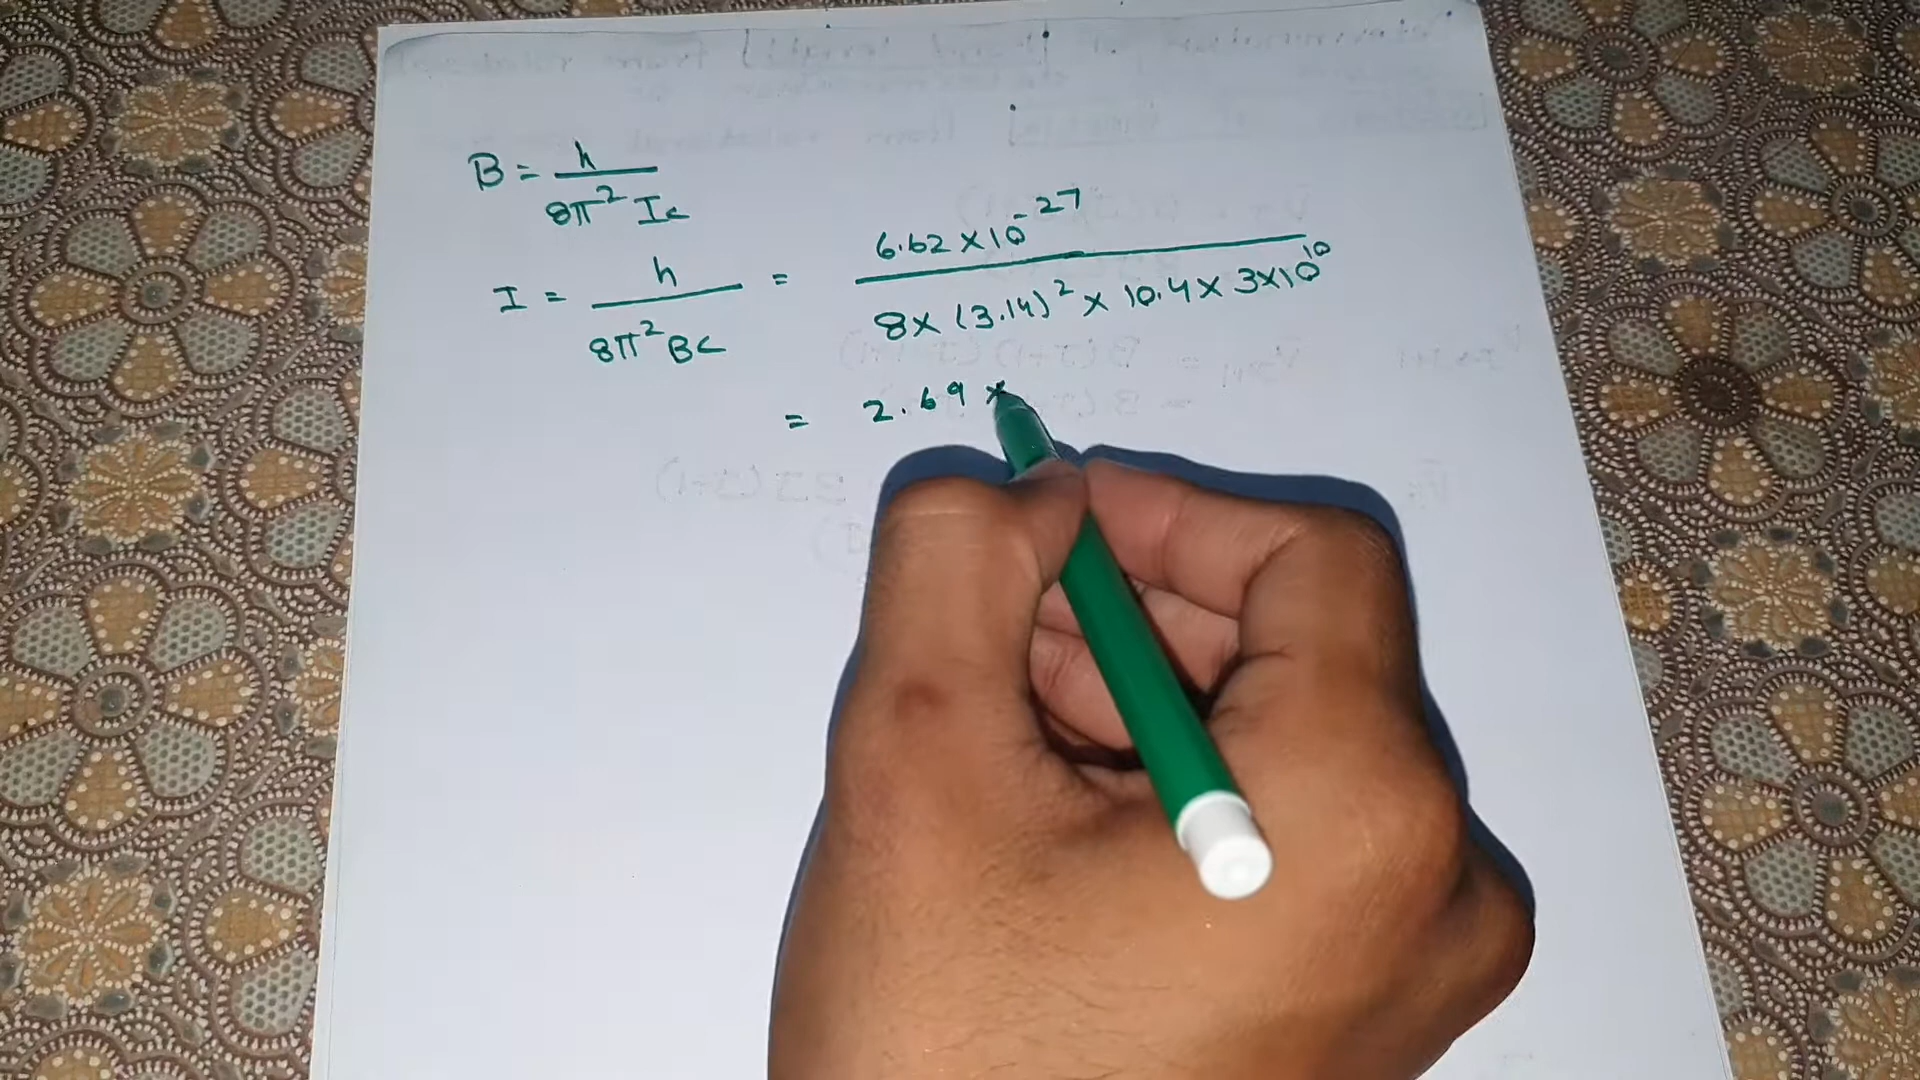 B = h / 8π² Ic
I = h / 8π² Bc = 6.62 × 10⁻²⁷ / 8 × (3.14)² × 10.4 × 3 × 10¹⁰
= 2.69 ×